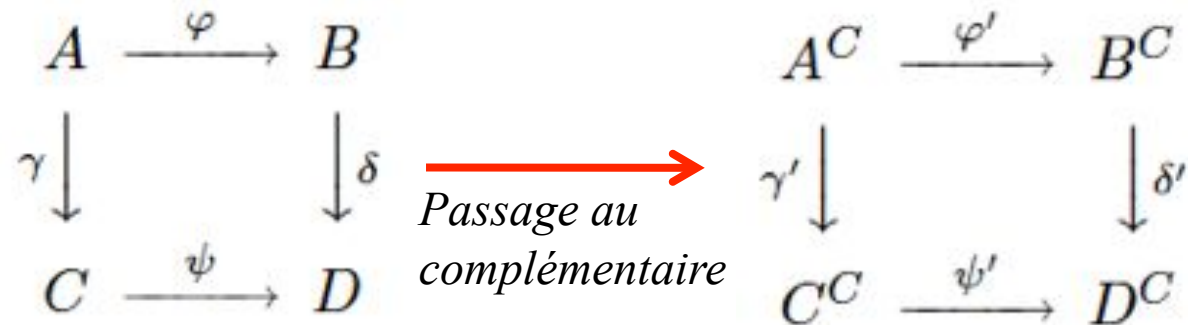 φ φ′
A B A^C B^C
γ δ γ′ δ′
Passage au
complémentaire
ψ ψ′
C D C^C D^C